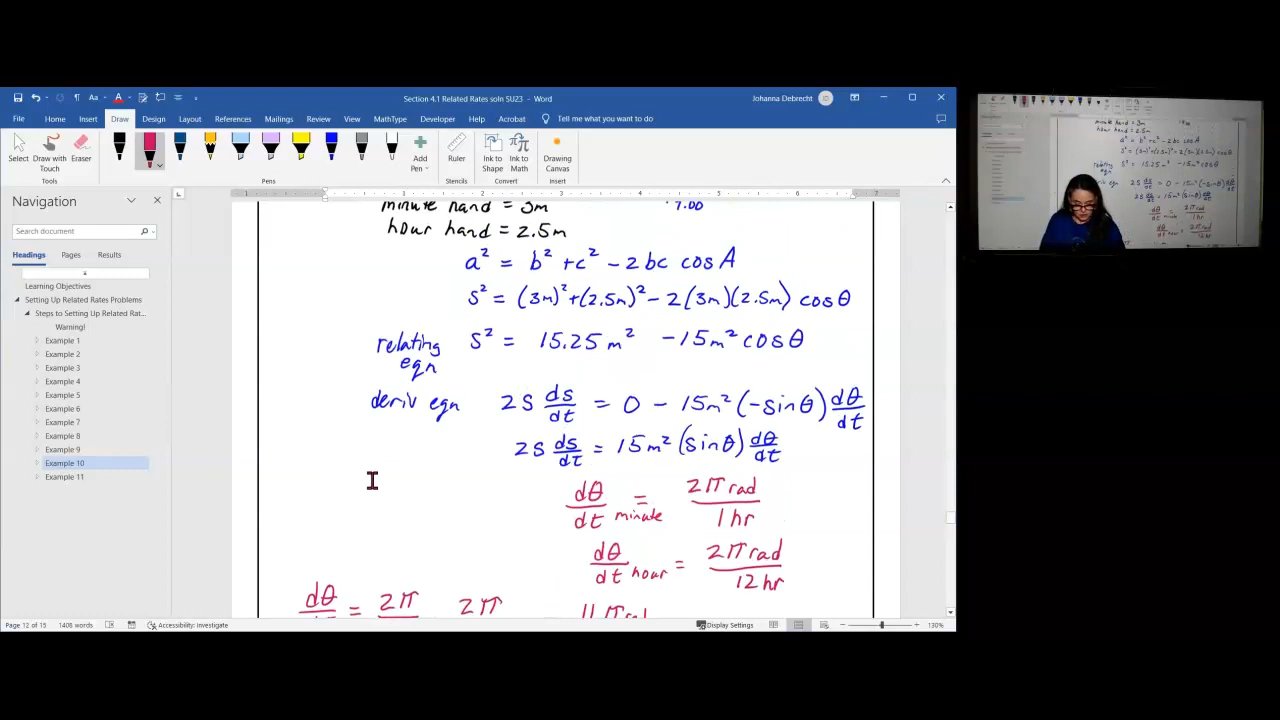 Section 4.1 Related Rates soln SU23 - Word
Johanna Debrecht
File Home Insert Draw Design Layout References Mailings Review View MathType Developer Help Acrobat Tell me what you want to do
Select
Draw with Touch
Eraser
Add Pen
Ruler
Ink to Shape
Ink to Math
Drawing Canvas
Tools
Pens
Stencils
Convert
Insert
Navigation
Search document
Headings Pages Results
Learning Objectives
Setting Up Related Rates Problems
Steps to Setting Up Related Rat...
Warning!
Example 1
Example 2
Example 3
Example 4
Example 5
Example 6
Example 7
Example 8
Example 9
Example 10
Example 11
minute hand = 3m
7:00
hour hand = 2.5m
a² = b² + c² - 2bc cos A
s² = (3m)² + (2.5m)² - 2(3m)(2.5m) cos θ
relating eqn s² = 15.25 m² - 15m² cos θ
deriv eqn 2s ds/dt = 0 - 15m² (-sin θ) dθ/dt
2s ds/dt = 15m² (sin θ) dθ/dt
dθ/dt minute = 2π rad / 1 hr
dθ/dt hour = 2π rad / 12 hr
dθ = 2π 2π 11π rad
Page 12 of 15 1406 words Accessibility: Investigate Display Settings 130%